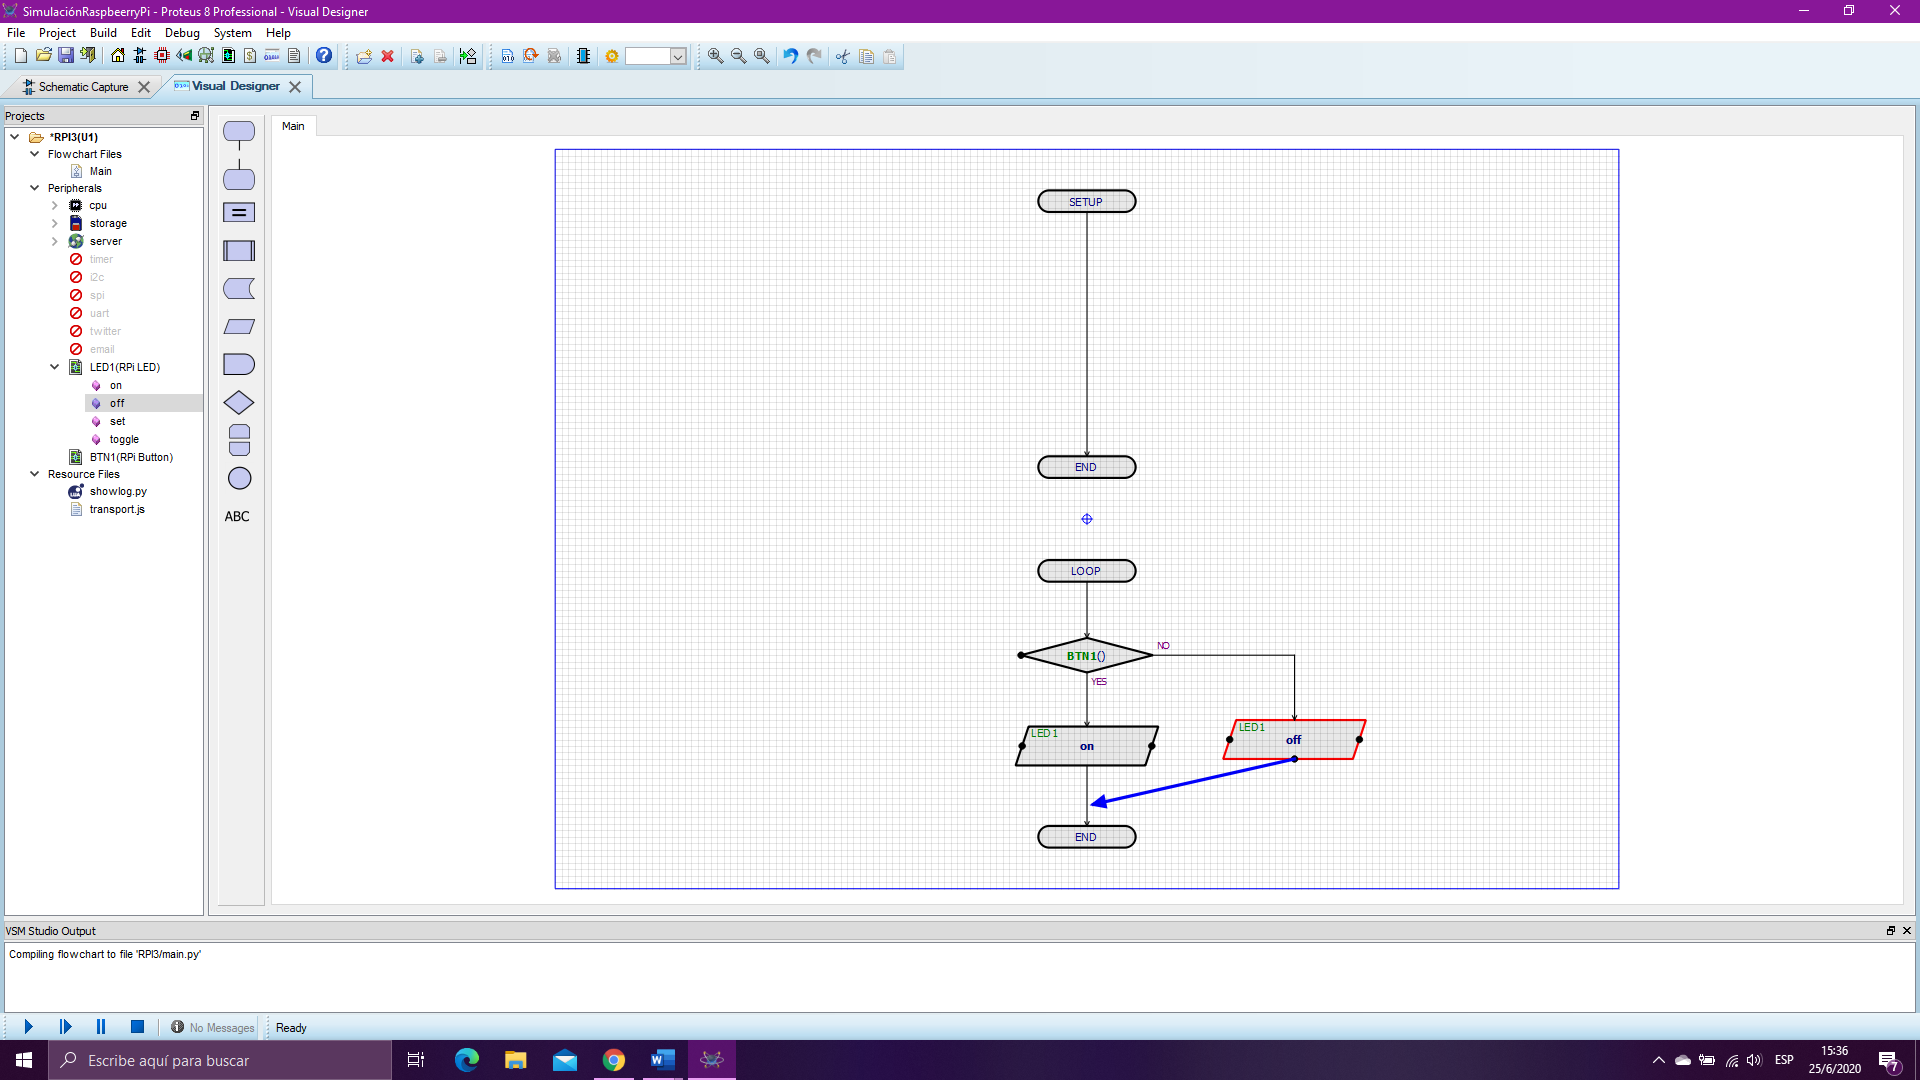 SimulaciónRaspbeerryPi - Proteus 8 Professional - Visual Designer
File Project Build Edit Debug System Help
Schematic Capture
Visual Designer
Projects
*RPI3(U1)
Flowchart Files
Main
Peripherals
cpu
storage
server
timer
i2c
spi
uart
twitter
email
LED1(RPi LED)
on
off
set
toggle
BTN1(RPi Button)
Resource Files
showlog.py
transport.js
ABC
Main
SETUP
END
LOOP
BTN1()
NO
YES
LED1
on
LED1
off
END
VSM Studio Output
Compiling flowchart to file 'RPI3/main.py'
No Messages
Ready
Escribe aquí para buscar
ESP
15:36
25/6/2020
7